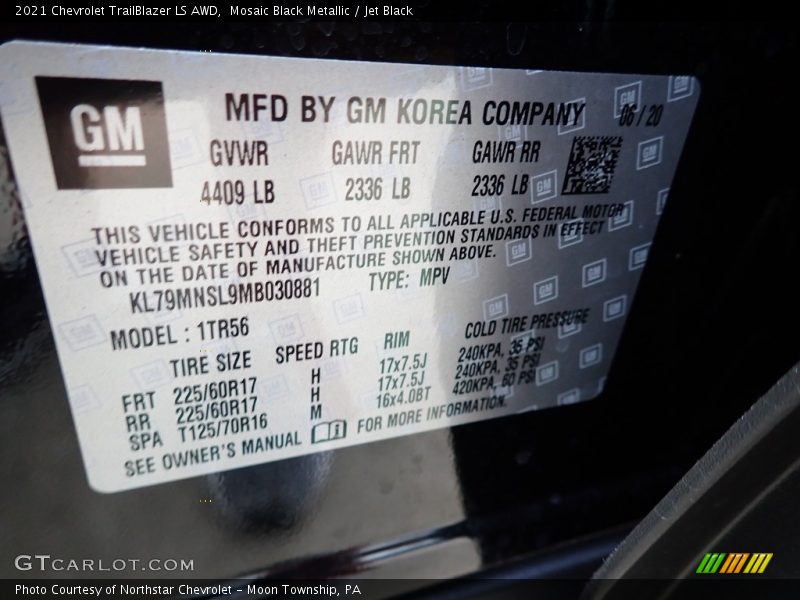 2021 Chevrolet TrailBlazer LS AWD,  Mosaic Black Metallic / Jet Black
GM
MFD BY GM KOREA COMPANY 06/20
GVWR GAWR FRT GAWR RR
4409 LB 2336 LB 2336 LB
THIS VEHICLE CONFORMS TO ALL APPLICABLE U.S. FEDERAL MOTOR
VEHICLE SAFETY AND THEFT PREVENTION STANDARDS IN EFFECT
ON THE DATE OF MANUFACTURE SHOWN ABOVE.
KL79MNSL9MB030881 TYPE: MPV
MODEL : 1TR56
TIRE SIZE SPEED RTG RIM COLD TIRE PRESSURE
FRT 225/60R17 H 17x7.5J 240KPA, 35 PSI
RR 225/60R17 H 17x7.5J 240KPA, 35 PSI
SPA T125/70R16 M 16x4.0BT 420KPA, 60 PSI
SEE OWNER'S MANUAL FOR MORE INFORMATION.
GTCARLOT.COM
Photo Courtesy of Northstar Chevrolet – Moon Township, PA